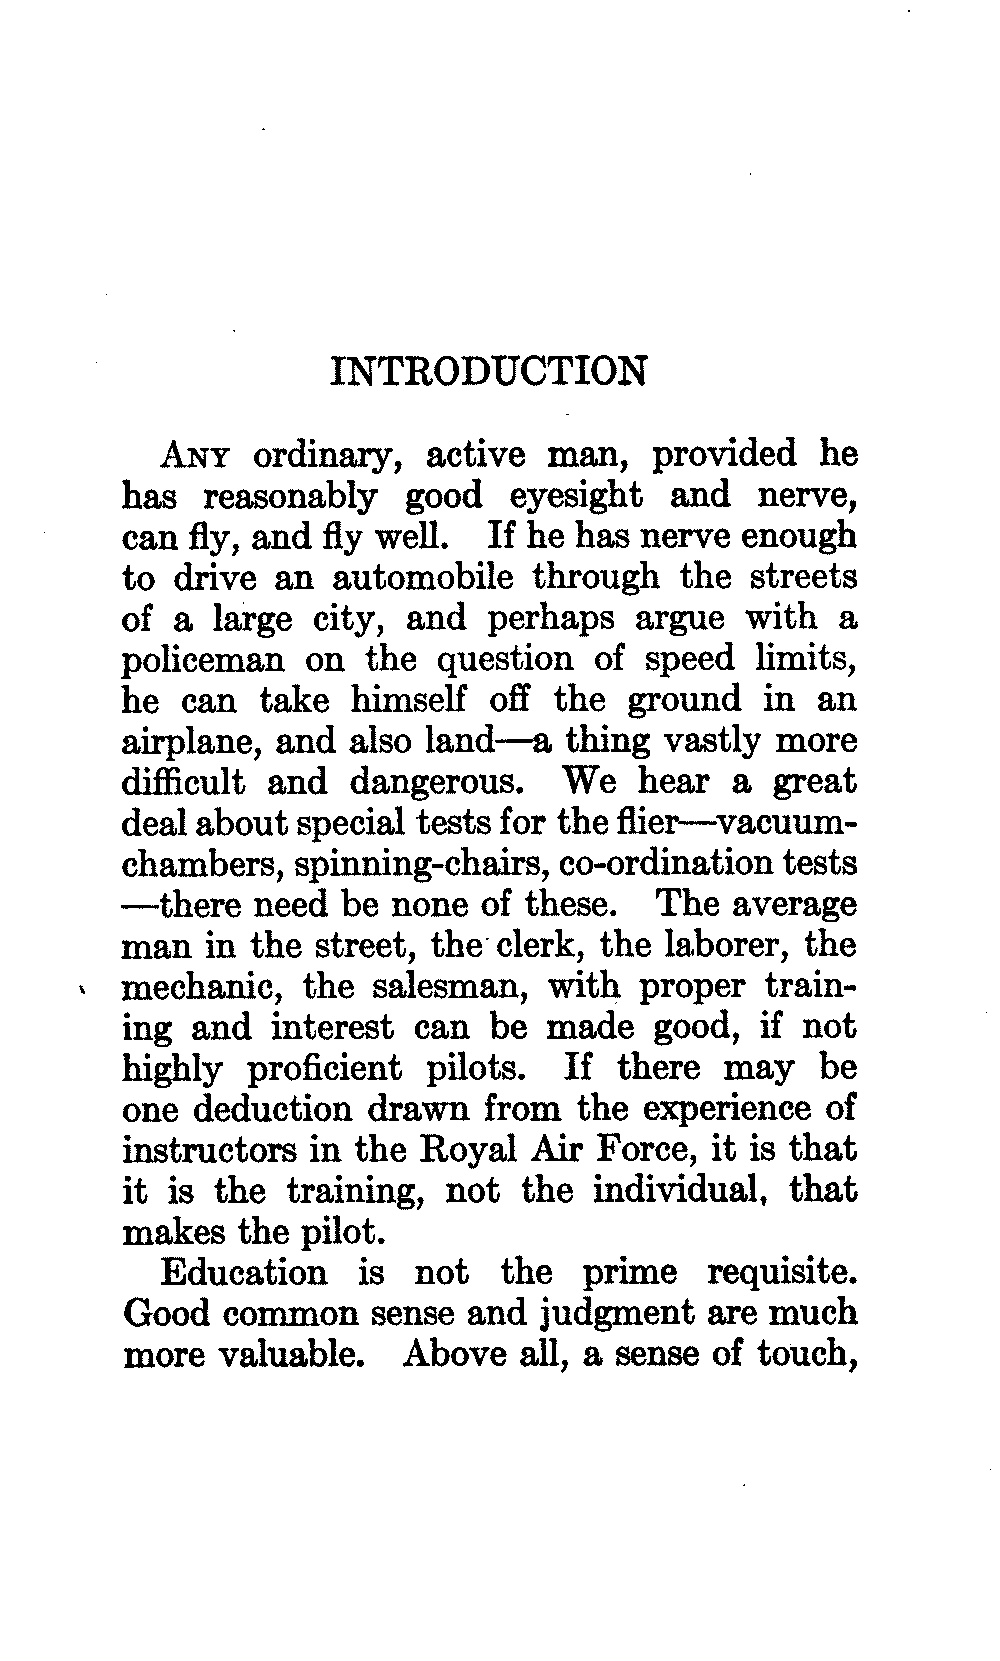 INTRODUCTION
ANY ordinary, active man, provided he
has reasonably good eyesight and nerve,
can fly, and fly well. If he has nerve enough
to drive an automobile through the streets
of a large city, and perhaps argue with a
policeman on the question of speed limits,
he can take himself off the ground in an
airplane, and also land—a thing vastly more
difficult and dangerous. We hear a great
deal about special tests for the flier—vacuum-
chambers, spinning-chairs, co-ordination tests
—there need be none of these. The average
man in the street, the clerk, the laborer, the
mechanic, the salesman, with proper train-
ing and interest can be made good, if not
highly proficient pilots. If there may be
one deduction drawn from the experience of
instructors in the Royal Air Force, it is that
it is the training, not the individual, that
makes the pilot.
Education is not the prime requisite.
Good common sense and judgment are much
more valuable. Above all, a sense of touch,